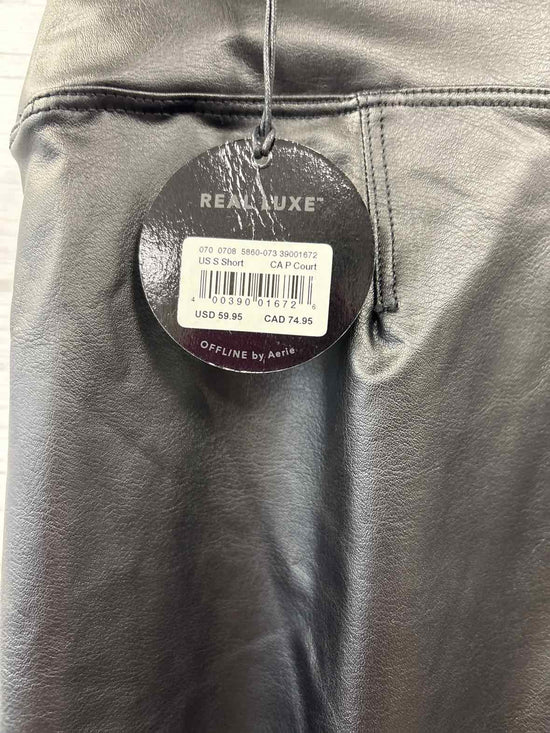 REAL LUXE™
070 0708 5860-073 39001672
US S Short CA P Court
4 00390 01672 6
USD 59.95 CAD 74.95
OFFLINE by Aerie